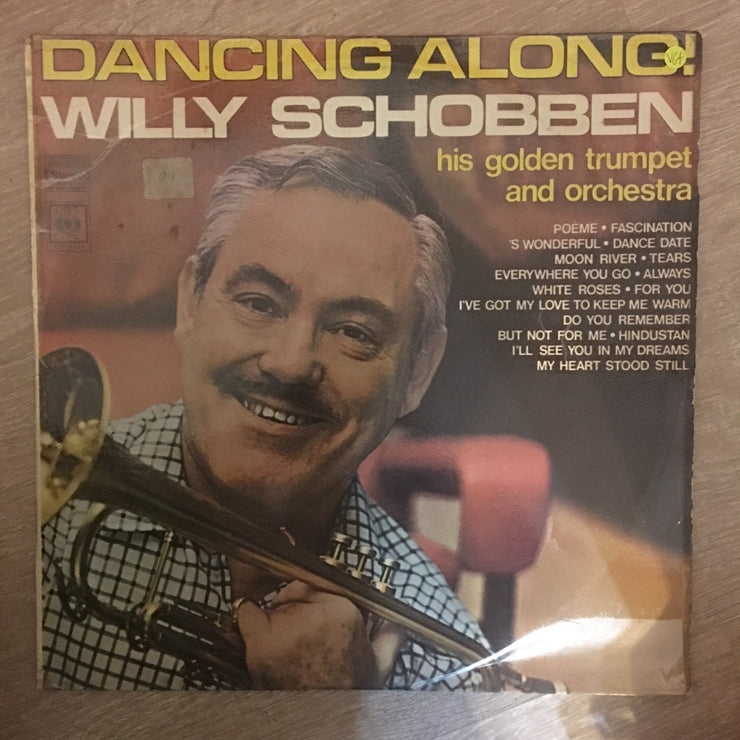 DANCING ALONG!
VG+
WILLY SCHOBBEN
his golden trumpet
and orchestra
99
POÈME • FASCINATION
'S WONDERFUL • DANCE DATE
MOON RIVER • TEARS
EVERYWHERE YOU GO • ALWAYS
WHITE ROSES • FOR YOU
I'VE GOT MY LOVE TO KEEP ME WARM
DO YOU REMEMBER
BUT NOT FOR ME • HINDUSTAN
I'LL SEE YOU IN MY DREAMS
MY HEART STOOD STILL